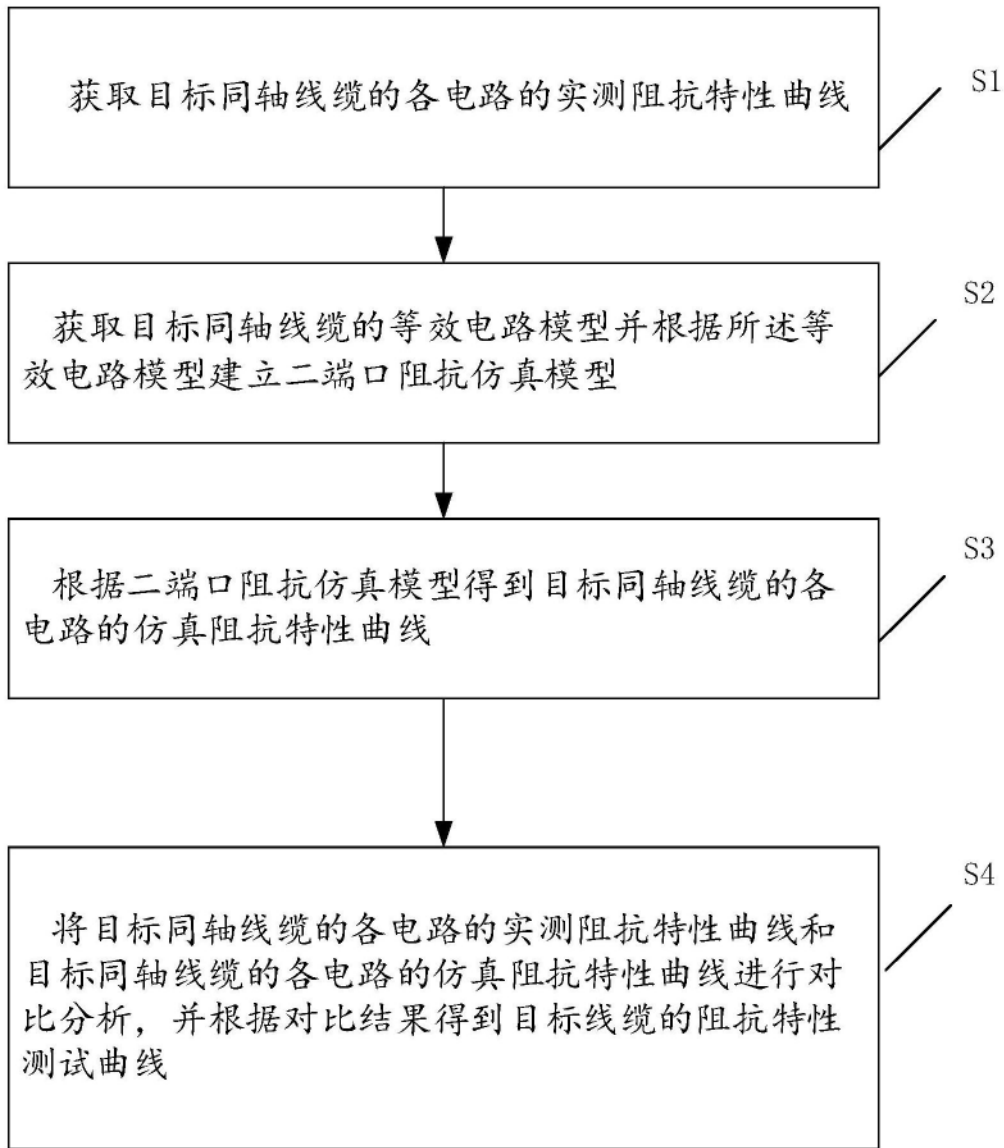 获取目标同轴线缆的各电路的实测阻抗特性曲线
S1
获取目标同轴线缆的等效电路模型并根据所述等
效电路模型建立二端口阻抗仿真模型
S2
根据二端口阻抗仿真模型得到目标同轴线缆的各
电路的仿真阻抗特性曲线
S3
将目标同轴线缆的各电路的实测阻抗特性曲线和
目标同轴线缆的各电路的仿真阻抗特性曲线进行对
比分析，并根据对比结果得到目标线缆的阻抗特性
测试曲线
S4